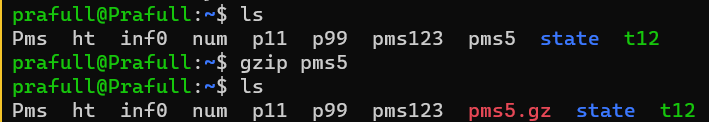 prafull@Prafull:~$ ls
Pms  ht  inf0  num  p11  p99  pms123  pms5  state  t12
prafull@Prafull:~$ gzip pms5
prafull@Prafull:~$ ls
Pms  ht  inf0  num  p11  p99  pms123  pms5.gz  state  t12